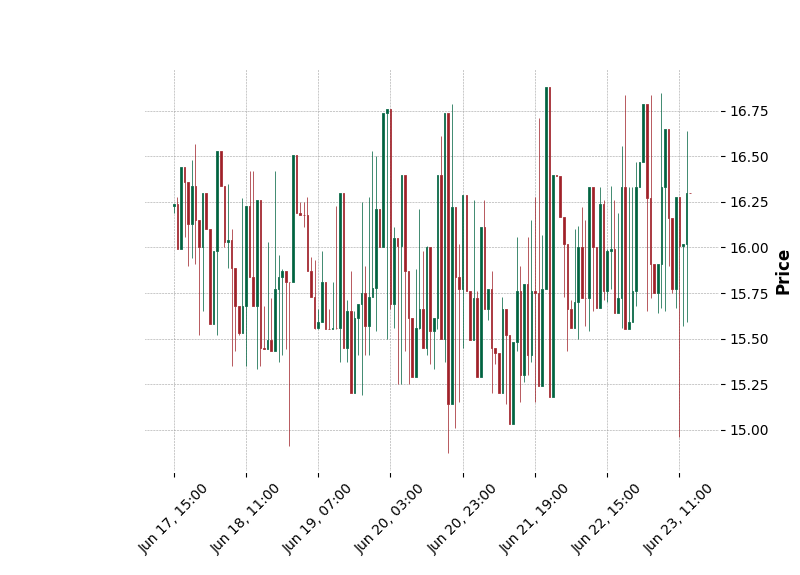 16.75
16.50
16.25
16.00
15.75
15.50
15.25
15.00
Price
Jun 17, 15:00
Jun 18, 11:00
Jun 19, 07:00
Jun 20, 03:00
Jun 20, 23:00
Jun 21, 19:00
Jun 22, 15:00
Jun 23, 11:00